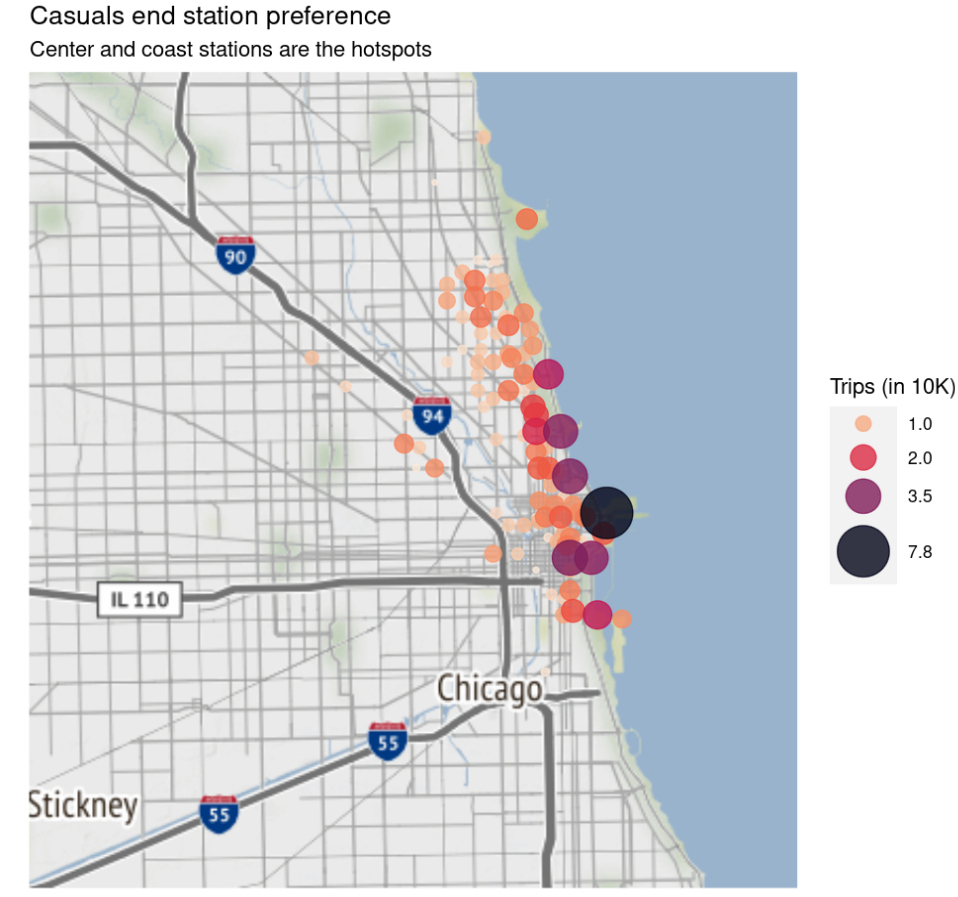 Casuals end station preference
Center and coast stations are the hotspots
90
94
IL 110
Chicago
55
Stickney
55
Trips (in 10K)
1.0
2.0
3.5
7.8